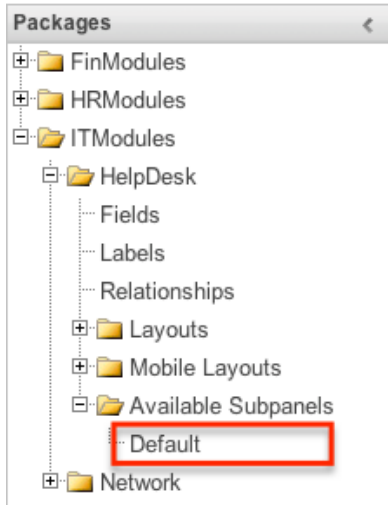 Packages
FinModules
HRModules
ITModules
HelpDesk
Fields
Labels
Relationships
Layouts
Mobile Layouts
Available Subpanels
Default
Network